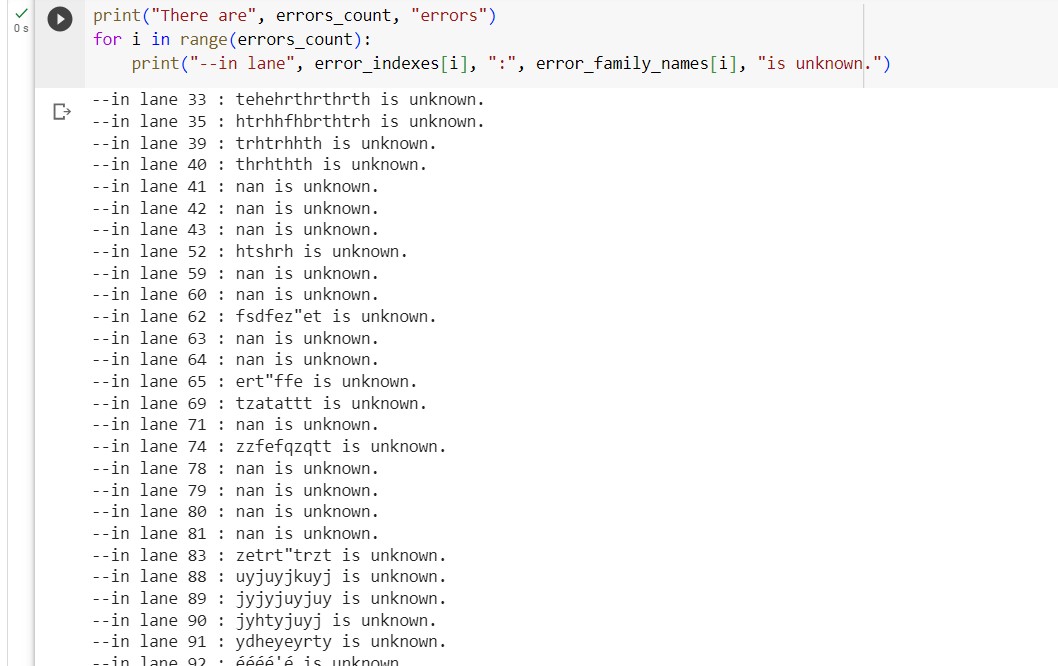 print("There are", errors_count, "errors")
0 s
for i in range(errors_count):
print("--in lane", error_indexes[i], ":", error_family_names[i], "is unknown.")
--in lane 33 : tehehrthrthrth is unknown.
--in lane 35 : htrhhfhbrthtrh is unknown.
--in lane 39 : trhtrhhth is unknown.
--in lane 40 : thrhthth is unknown.
--in lane 41 : nan is unknown.
--in lane 42 : nan is unknown.
--in lane 43 : nan is unknown.
--in lane 52 : htshrh is unknown.
--in lane 59 : nan is unknown.
--in lane 60 : nan is unknown.
--in lane 62 : fsdfez"et is unknown.
--in lane 63 : nan is unknown.
--in lane 64 : nan is unknown.
--in lane 65 : ert"ffe is unknown.
--in lane 69 : tzatattt is unknown.
--in lane 71 : nan is unknown.
--in lane 74 : zzfefqzqtt is unknown.
--in lane 78 : nan is unknown.
--in lane 79 : nan is unknown.
--in lane 80 : nan is unknown.
--in lane 81 : nan is unknown.
--in lane 83 : zetrt"trzt is unknown.
--in lane 88 : uyjuyjkuyj is unknown.
--in lane 89 : jyjyjuyjuy is unknown.
--in lane 90 : jyhtyjuyj is unknown.
--in lane 91 : ydheyeyrty is unknown.
--in lane 92 : éééé'é is unknown.